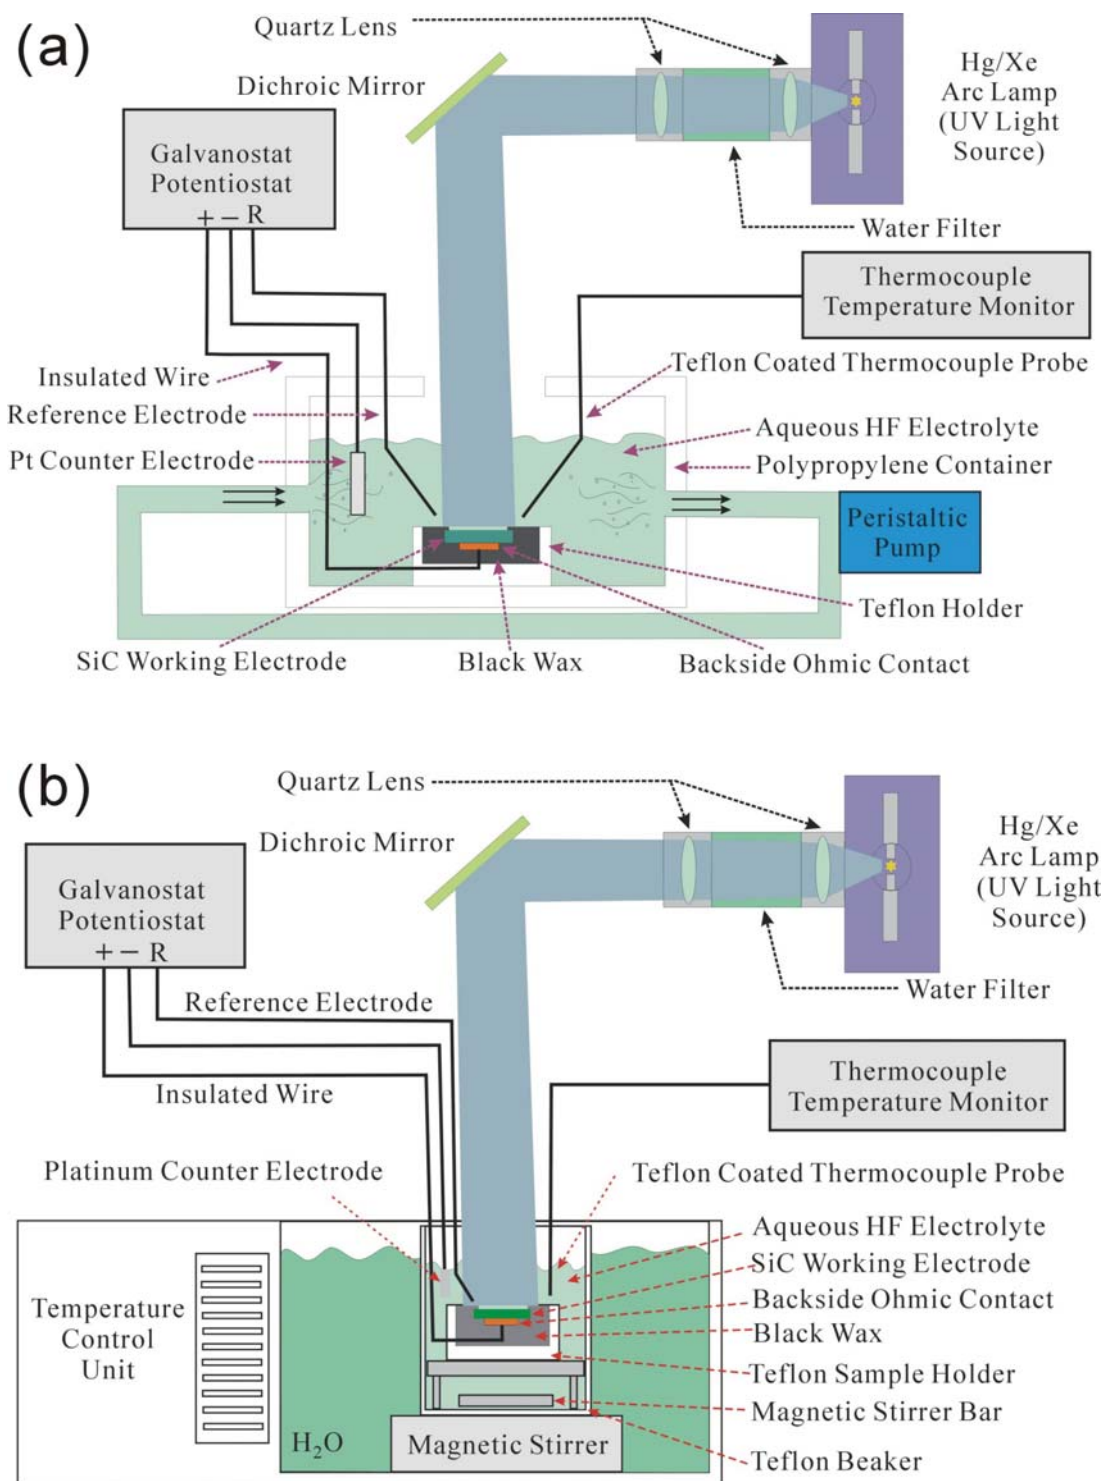 (a)
Quartz Lens
Dichroic Mirror
Hg/Xe
Arc Lamp
(UV Light
Source)
Galvanostat
Potentiostat
+ − R
Water Filter
Thermocouple
Temperature Monitor
Insulated Wire
Teflon Coated Thermocouple Probe
Reference Electrode
Aqueous HF Electrolyte
Pt Counter Electrode
Polypropylene Container
Peristaltic
Pump
Teflon Holder
SiC Working Electrode
Black Wax
Backside Ohmic Contact
(b)
Quartz Lens
Dichroic Mirror
Hg/Xe
Arc Lamp
(UV Light
Source)
Galvanostat
Potentiostat
+ − R
Water Filter
Reference Electrode
Thermocouple
Temperature Monitor
Insulated Wire
Platinum Counter Electrode
Teflon Coated Thermocouple Probe
Aqueous HF Electrolyte
SiC Working Electrode
Backside Ohmic Contact
Black Wax
Temperature
Control
Unit
Teflon Sample Holder
Magnetic Stirrer Bar
H₂O
Magnetic Stirrer
Teflon Beaker